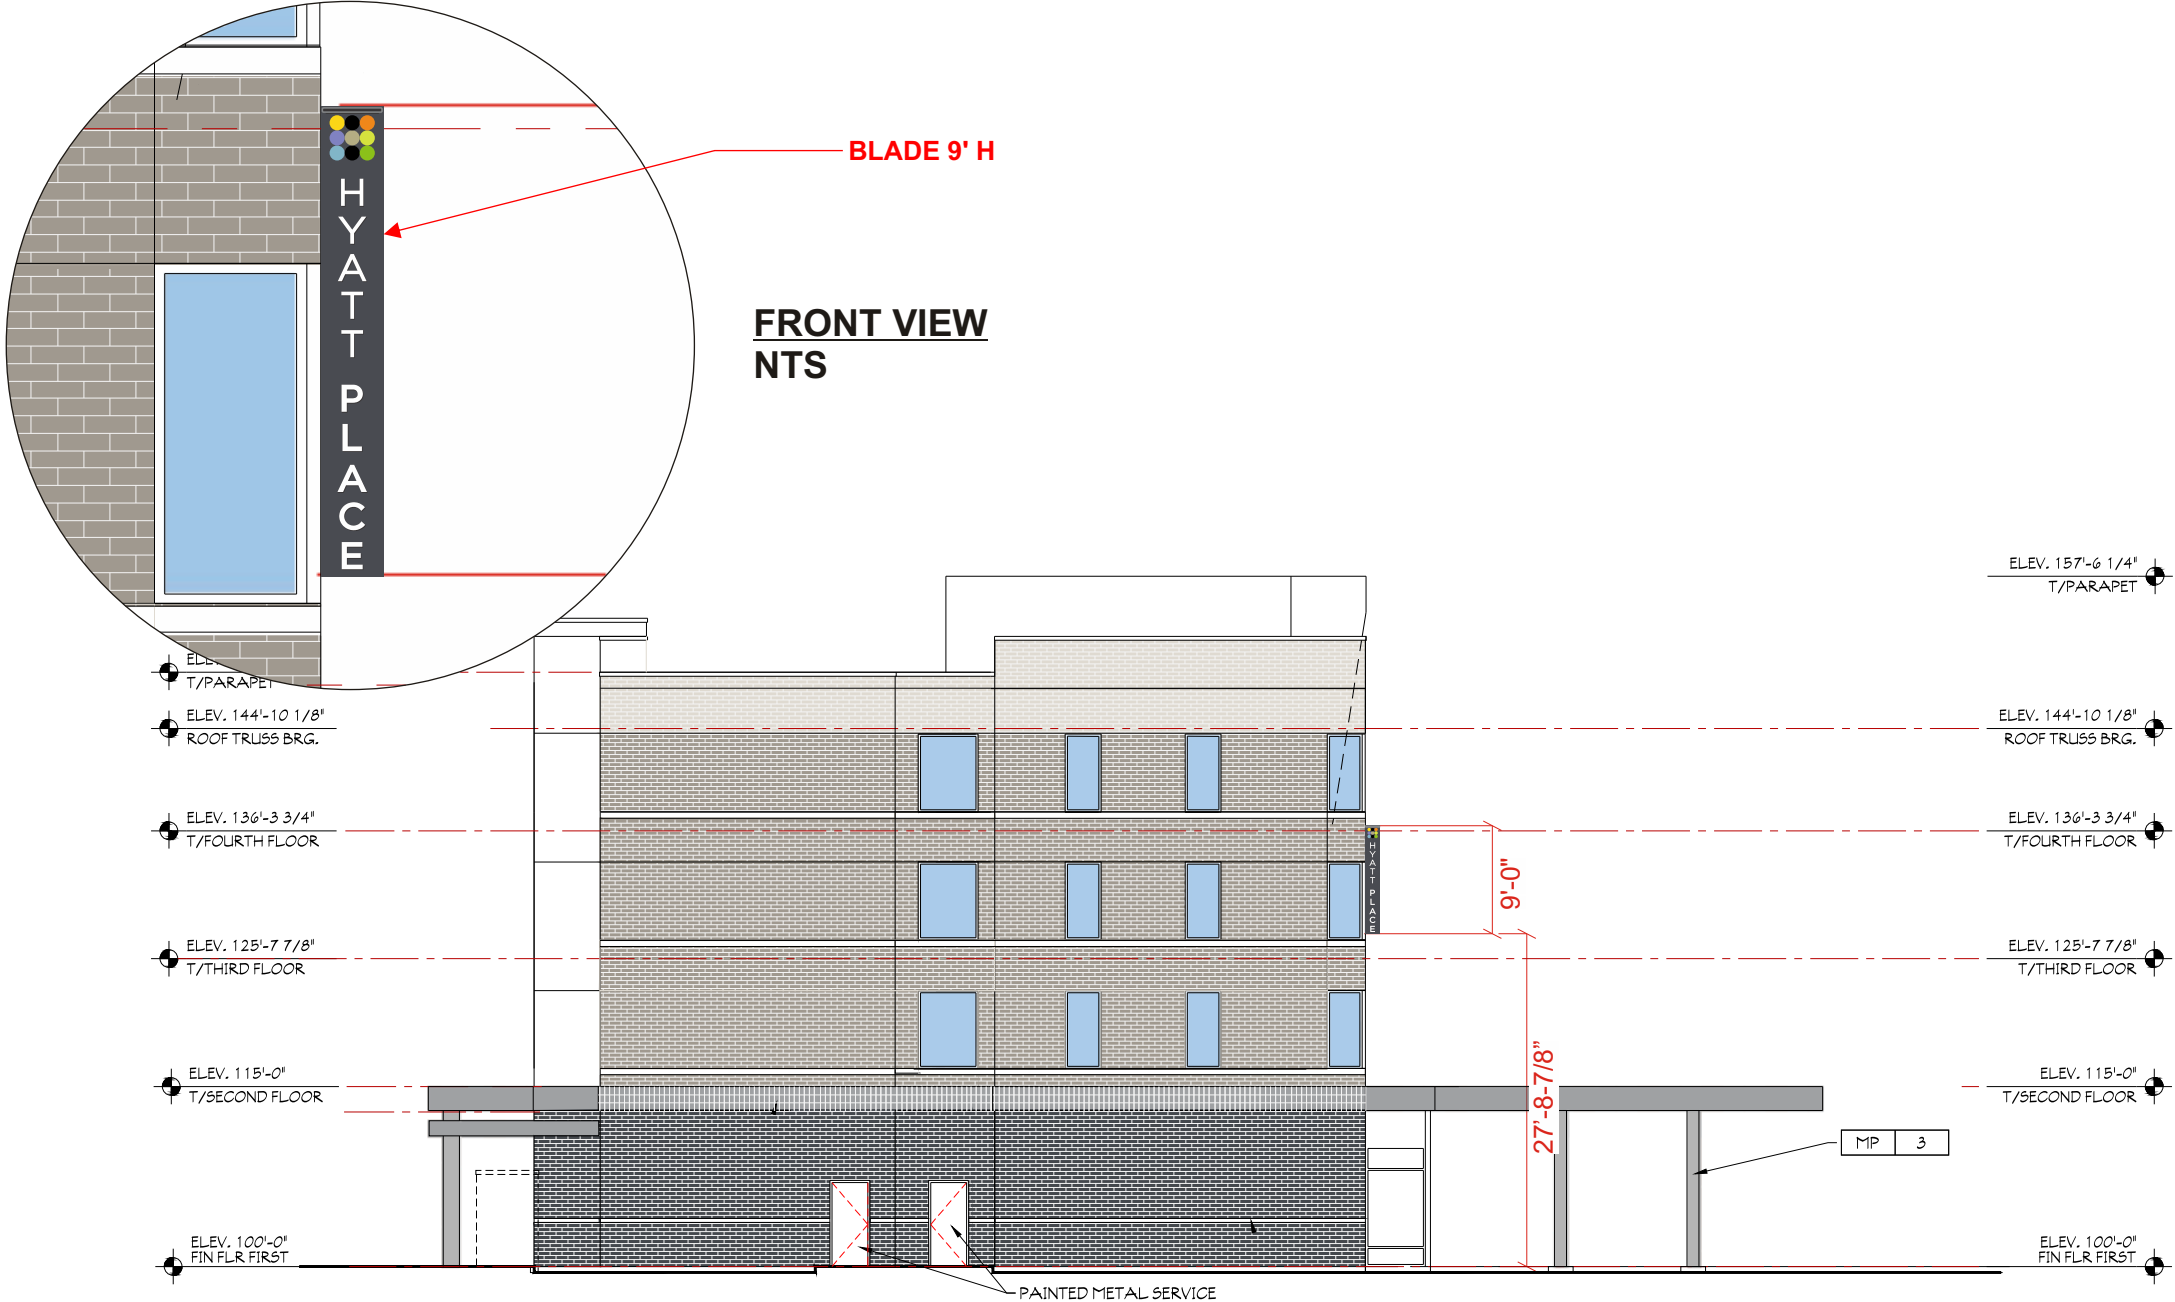 BLADE 9' H
HYATT PLACE
FRONT VIEW
NTS
ELEV. 157'-6 1/4"
T/PARAPET
T/PARAPET
ELEV. 144'-10 1/8"
ROOF TRUSS BRG.
ELEV. 144'-10 1/8"
ROOF TRUSS BRG.
ELEV. 136'-3 3/4"
T/FOURTH FLOOR
HYATT PLACE
9'-0"
ELEV. 136'-3 3/4"
T/FOURTH FLOOR
ELEV. 125'-7 7/8"
T/THIRD FLOOR
ELEV. 125'-7 7/8"
T/THIRD FLOOR
ELEV. 115'-0"
T/SECOND FLOOR
27'-8-7/8"
ELEV. 115'-0"
T/SECOND FLOOR
MP 3
ELEV. 100'-0"
FIN FLR FIRST
ELEV. 100'-0"
FIN FLR FIRST
PAINTED METAL SERVICE